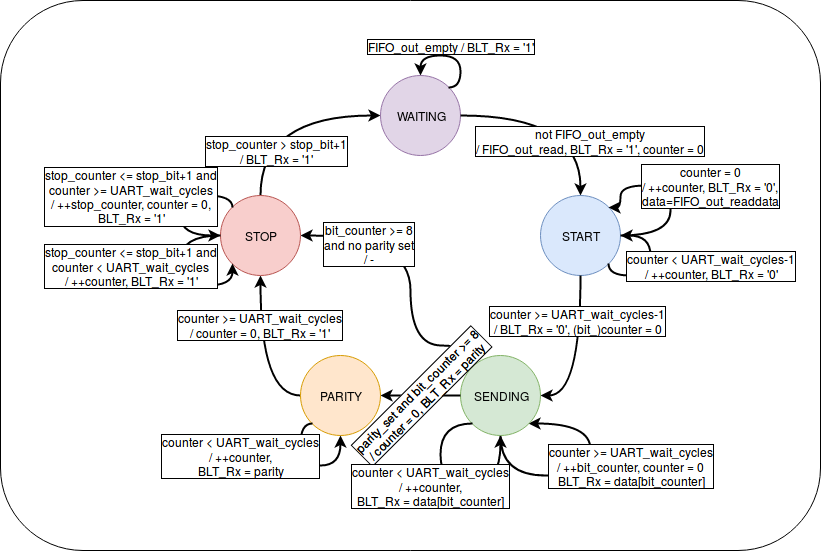 FIFO_out_empty / BLT_Rx = '1'
WAITING
not FIFO_out_empty
/ FIFO_out_read, BLT_Rx = '1', counter = 0
stop_counter > stop_bit+1
/ BLT_Rx = '1'
stop_counter <= stop_bit+1 and
counter >= UART_wait_cycles
/ ++stop_counter, counter = 0,
BLT_Rx = '1'
counter = 0
/ ++counter, BLT_Rx = '0',
data=FIFO_out_readdata
STOP
bit_counter >= 8
and no parity set
/ -
START
stop_counter <= stop_bit+1 and
counter < UART_wait_cycles
/ ++counter, BLT_Rx = '1'
counter < UART_wait_cycles-1
/ ++counter, BLT_Rx = '0'
counter >= UART_wait_cycles
/ counter = 0, BLT_Rx = '1'
counter >= UART_wait_cycles-1
/ BLT_Rx = '0', (bit_)counter = 0
PARITY
parity_set and bit_counter >= 8
/ counter = 0, BLT_Rx = parity
SENDING
counter < UART_wait_cycles
/ ++counter,
BLT_Rx = parity
counter < UART_wait_cycles
/ ++counter,
BLT_Rx = data[bit_counter]
counter >= UART_wait_cycles
/ ++bit_counter, counter = 0
BLT_Rx = data[bit_counter]